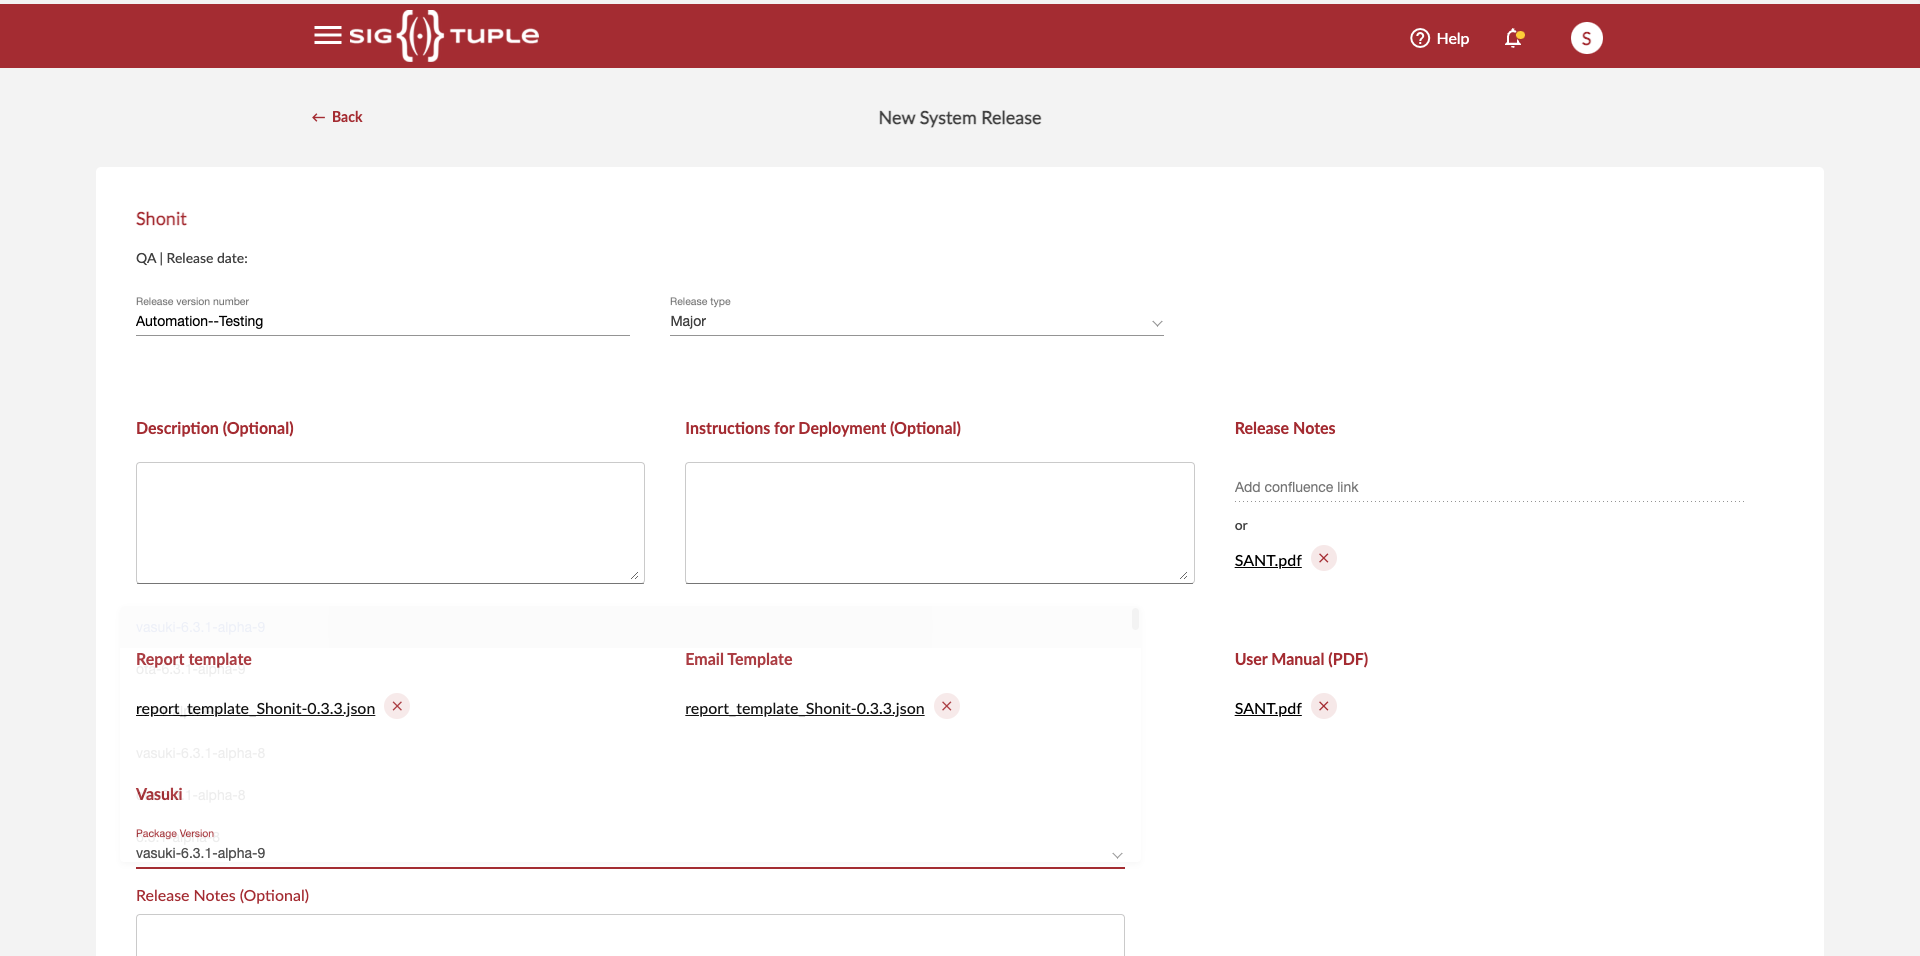 SIG{(·)}TUPLE
Help
S
← Back
New System Release
Shonit
QA | Release date:
Release version number
Release type
Automation--Testing
Major
Description (Optional)
Instructions for Deployment (Optional)
Release Notes
Add confluence link
or
SANT.pdf
vasuki-6.3.1-alpha-9
Report template
Email Template
User Manual (PDF)
report_template_Shonit-0.3.3.json
report_template_Shonit-0.3.3.json
SANT.pdf
vasuki-6.3.1-alpha-8
Vasuki
1-alpha-8
Package Version
vasuki-6.3.1-alpha-9
Release Notes (Optional)